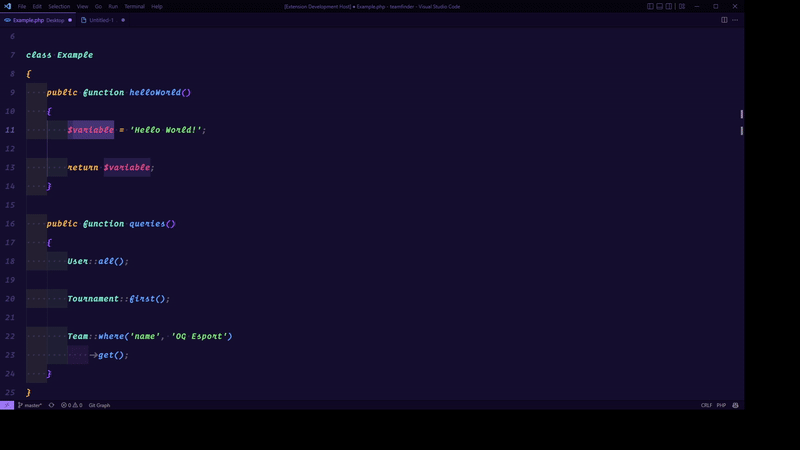 File Edit Selection View Go Run Terminal Help [Extension Development Host] ● Example.php - teamfinder - Visual Studio Code
Example.php Desktop ● Untitled-1 ●
6
7 class Example
8 {
9 public function helloWorld()
10 {
11 $variable = 'Hello World!';
12
13 return $variable;
14 }
15
16 public function queries()
17 {
18 User::all();
19
20 Tournament::first();
21
22 Team::where('name', 'OG Esport')
23 ->get();
24 }
25 }
master* 0 0 Git Graph CRLF PHP